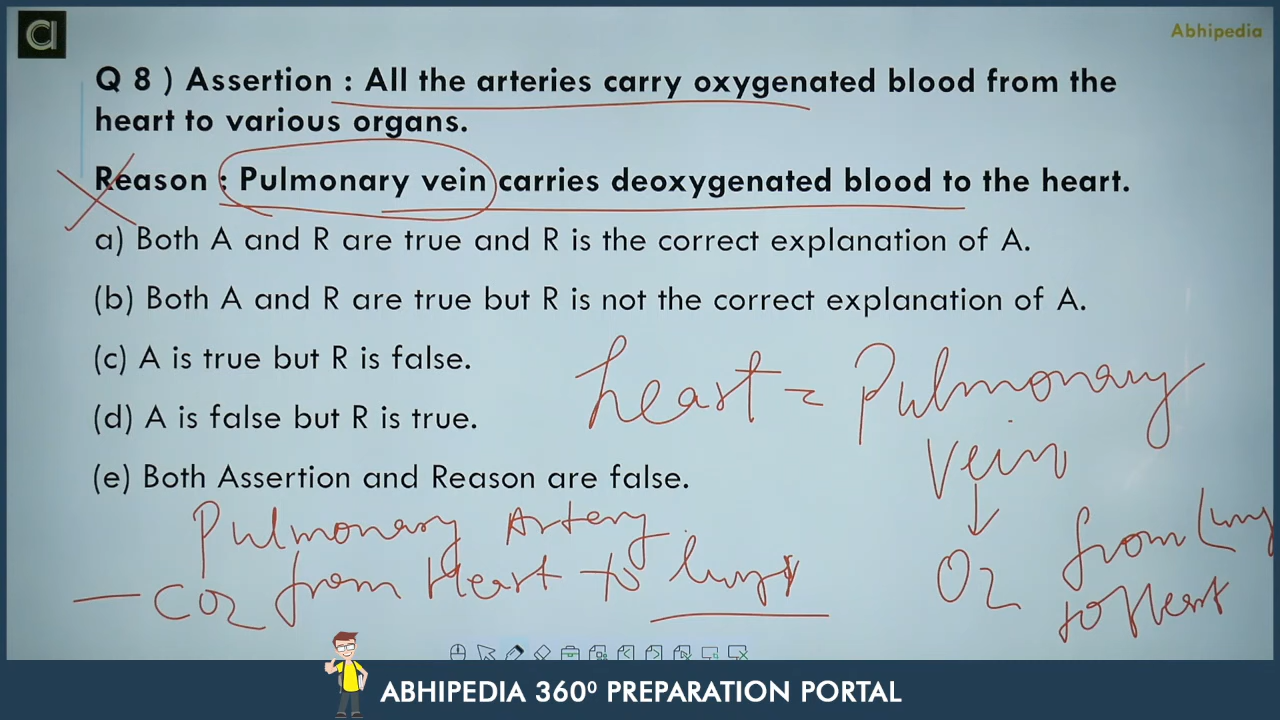 Abhipedia
Q 8 ) Assertion : All the arteries carry oxygenated blood from the
heart to various organs.
Reason : Pulmonary vein carries deoxygenated blood to the heart.
a) Both A and R are true and R is the correct explanation of A.
(b) Both A and R are true but R is not the correct explanation of A.
(c) A is true but R is false.
(d) A is false but R is true.
(e) Both Assertion and Reason are false.
heart = Pulmonary
Vein
O2 from lung
to Heart
Pulmonary Artery
— CO2 from Heart to lungs
ABHIPEDIA 360⁰ PREPARATION PORTAL